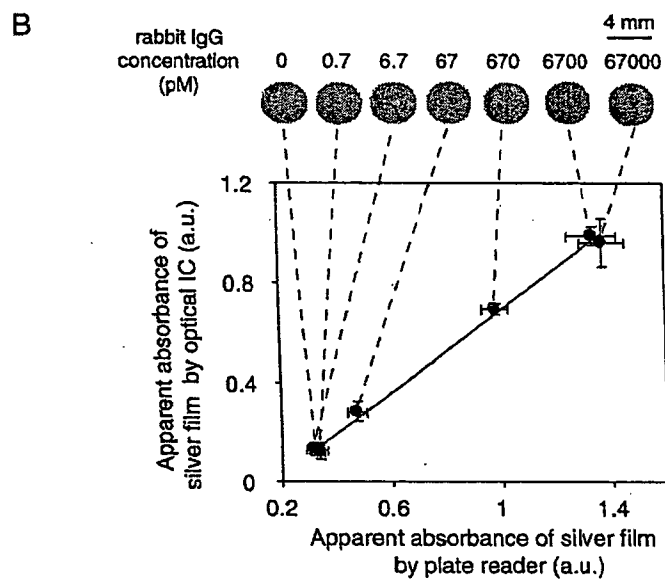 B
4 mm
rabbit IgG
concentration
(pM)
0 0.7 6.7 67 670 6700 67000
Apparent absorbance of
silver film by optical IC (a.u.)
1.2
0.8
0.4
0
0.2 0.6 1 1.4
Apparent absorbance of silver film
by plate reader (a.u.)